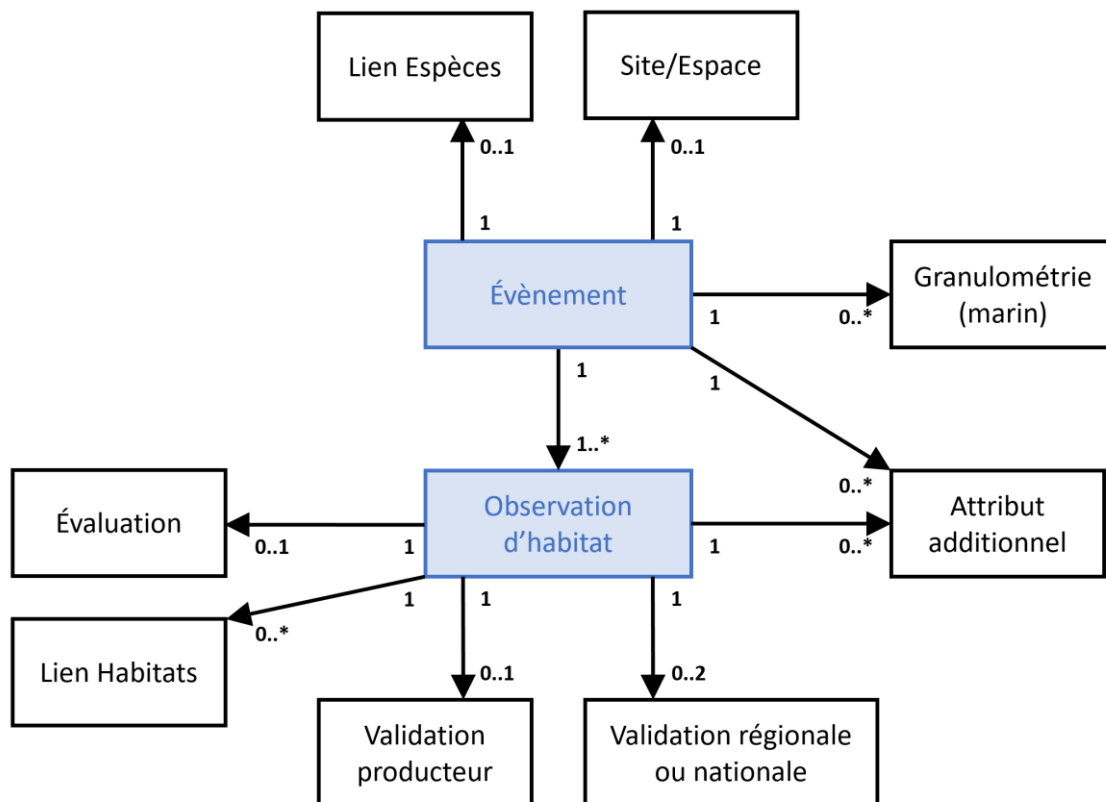 Lien Espèces
Site/Espace
0..1
0..1
1
1
Évènement
Granulométrie
(marin)
1
0..*
1
1
1..*
0..*
Évaluation
Observation
d’habitat
Attribut
additionnel
0..1
1
1
0..*
1
1
1
0..*
Lien Habitats
0..1
0..2
Validation
producteur
Validation régionale
ou nationale